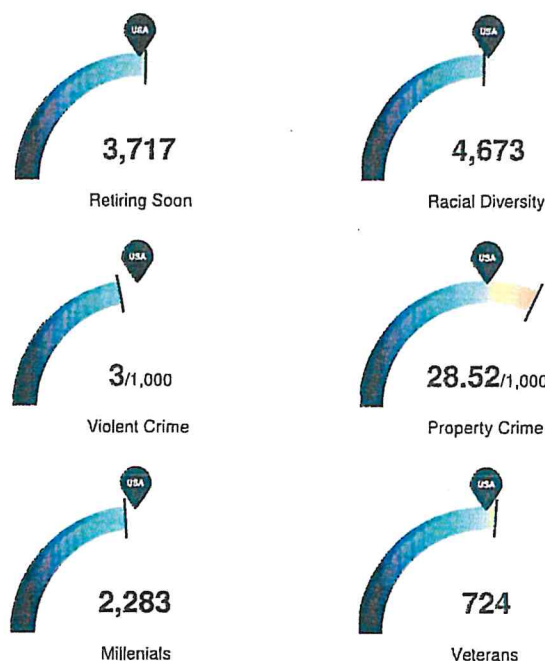 USA
USA
3,717
4,673
Retiring Soon
Racial Diversity
USA
USA
3/1,000
28.52/1,000
Violent Crime
Property Crime
USA
USA
2,283
724
Millenials
Veterans